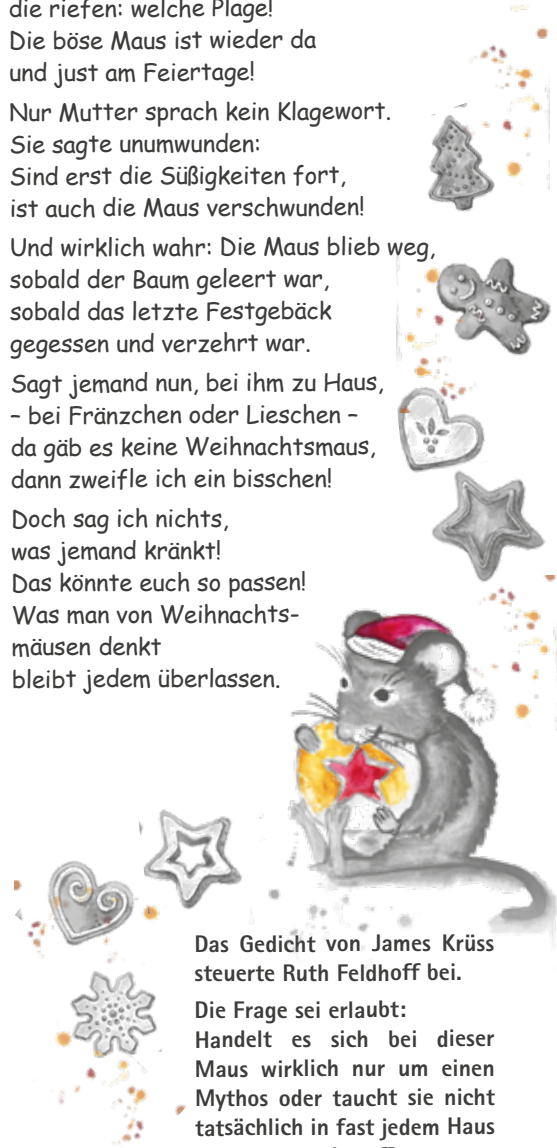 die riefen: welche Plage!
Die böse Maus ist wieder da
und just am Feiertage!
Nur Mutter sprach kein Klagewort.
Sie sagte unumwunden:
Sind erst die Süßigkeiten fort,
ist auch die Maus verschwunden!
Und wirklich wahr: Die Maus blieb weg,
sobald der Baum geleert war,
sobald das letzte Festgebäck
gegessen und verzehrt war.
Sagt jemand nun, bei ihm zu Haus,
– bei Fränzchen oder Lieschen –
da gäb es keine Weihnachtsmaus,
dann zweifle ich ein bisschen!
Doch sag ich nichts,
was jemand kränkt!
Das könnte euch so passen!
Was man von Weihnachts-
mäusen denkt
bleibt jedem überlassen.
Das Gedicht von James Krüss
steuerte Ruth Feldhoff bei.
Die Frage sei erlaubt:
Handelt es sich bei dieser
Maus wirklich nur um einen
Mythos oder taucht sie nicht
tatsächlich in fast jedem Haus